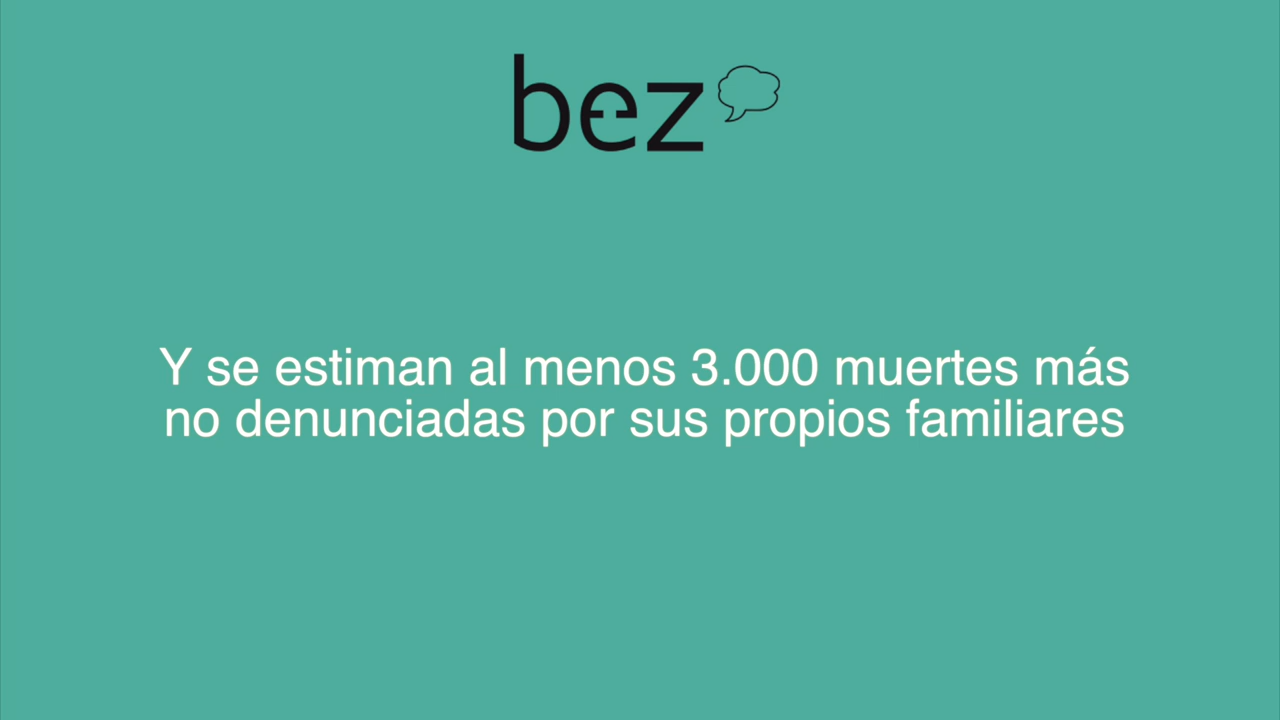 bez
Y se estiman al menos 3.000 muertes más
no denunciadas por sus propios familiares